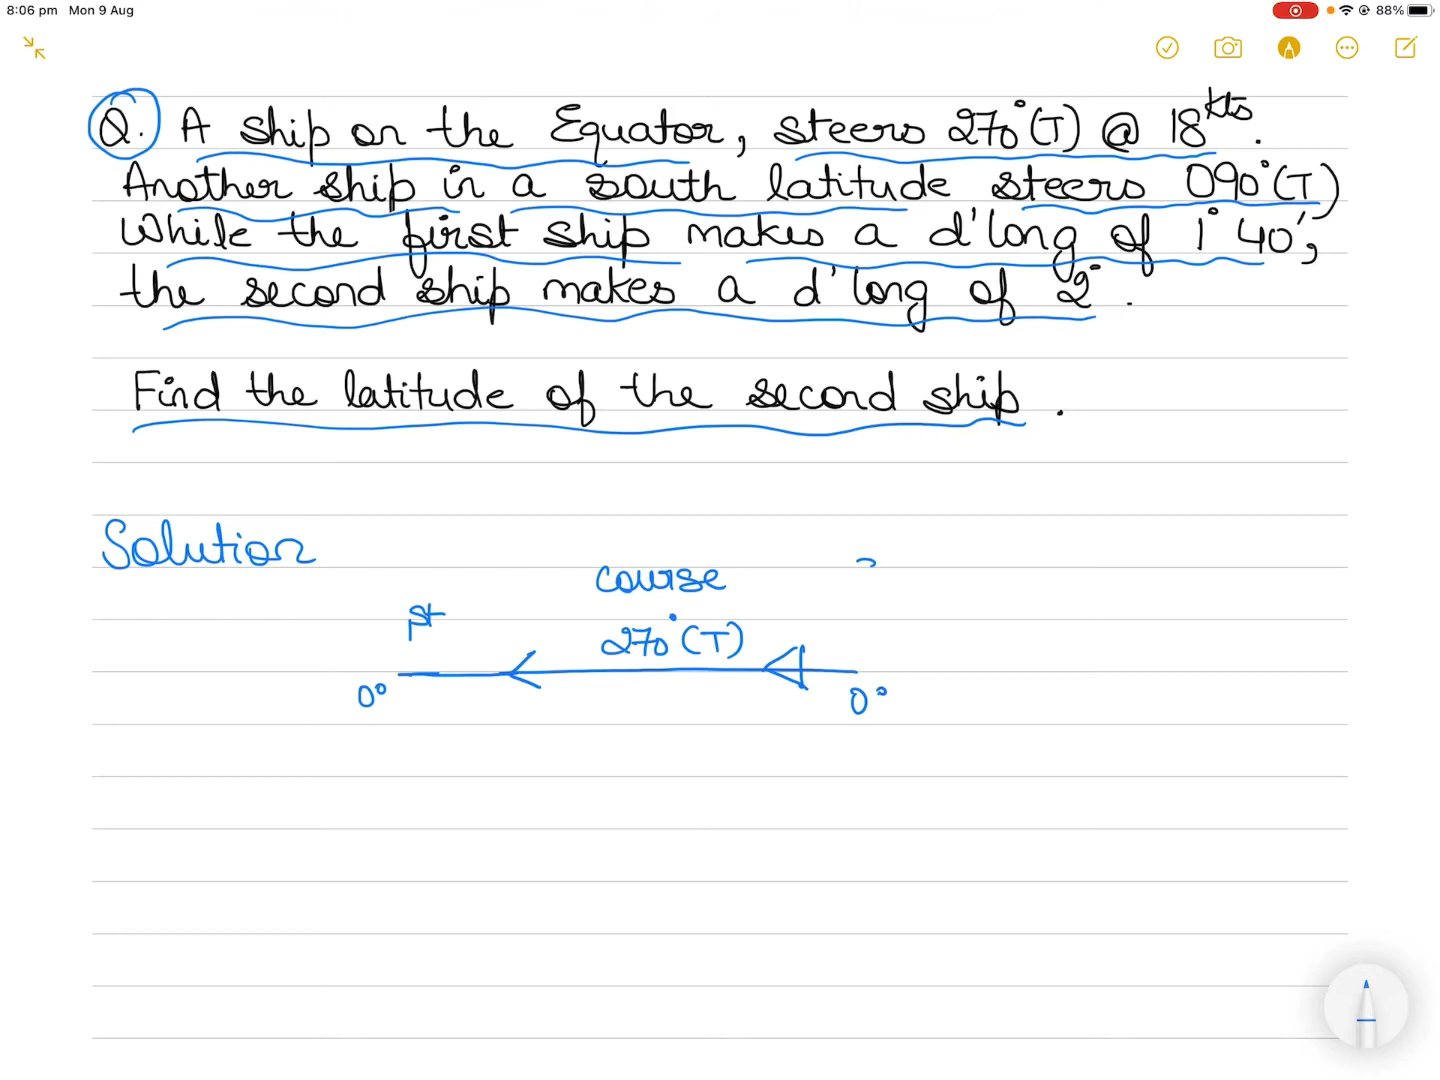 8:06 pm Mon 9 Aug 88%
Q. A ship on the Equator, steers 270°(T) @ 18kts.
Another ship in a south latitude steers 090°(T)
While the first ship makes a d'long of 1° 40',
the second ship makes a d'long of 2°.
Find the latitude of the second ship.
Solution
course
1st 270°(T)
0° 0°